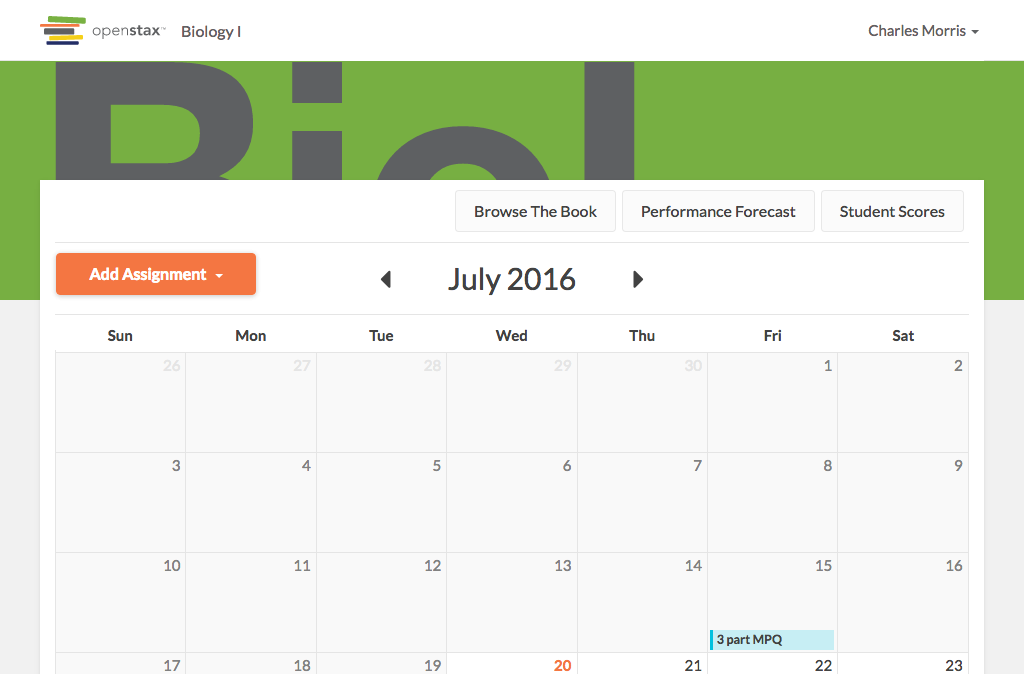 openstax™ Biology I Charles Morris
Biol
Browse The Book Performance Forecast Student Scores
Add Assignment July 2016
Sun Mon Tue Wed Thu Fri Sat
26 27 28 29 30 1 2
3 4 5 6 7 8 9
10 11 12 13 14 15 16
3 part MPQ
17 18 19 20 21 22 23